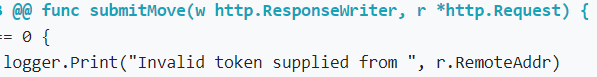 @@ func submitMove(w http.ResponseWriter, r *http.Request) {
== 0 {
logger.Print("Invalid token supplied from ", r.RemoteAddr)